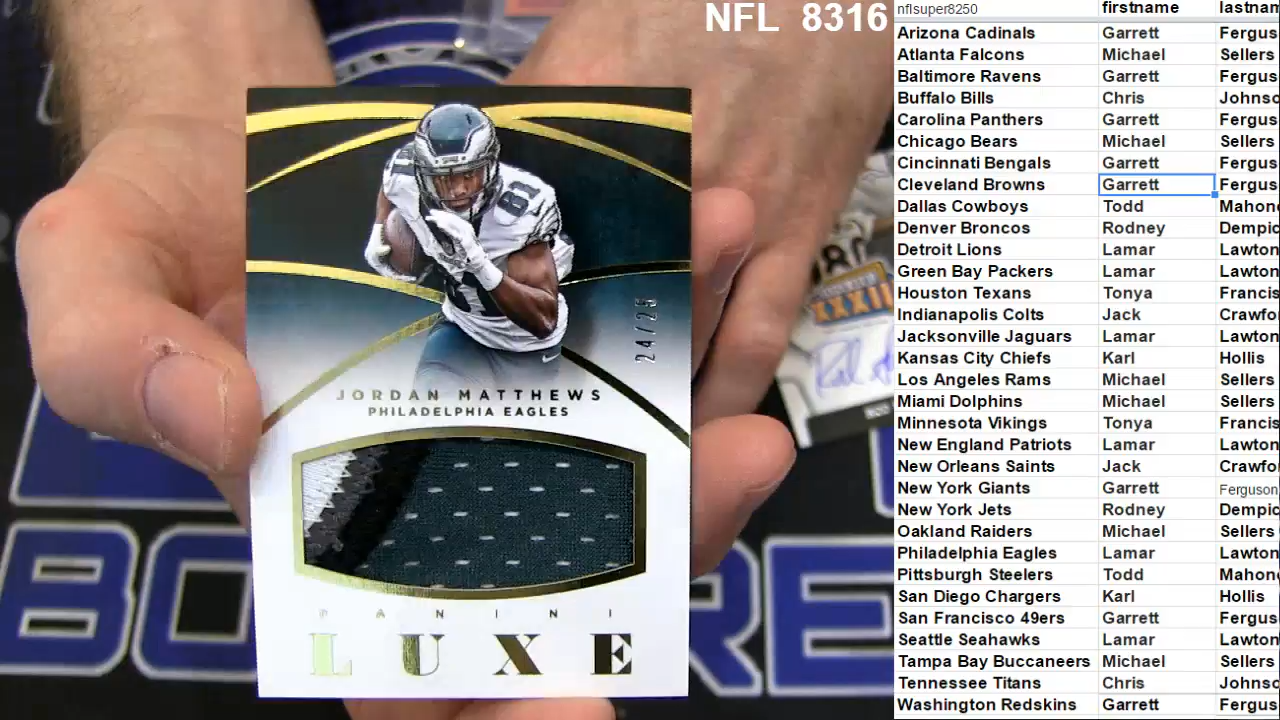 NFL 8316
81
24/25
JORDAN MATTHEWS
PHILADELPHIA EAGLES
PANINI
LUXE
nflsuper8250 firstname lastnam
Arizona Cadinals Garrett Fergus
Atlanta Falcons Michael Sellers
Baltimore Ravens Garrett Fergus
Buffalo Bills Chris Johnso
Carolina Panthers Garrett Fergus
Chicago Bears Michael Sellers
Cincinnati Bengals Garrett Fergus
Cleveland Browns Garrett Fergus
Dallas Cowboys Todd Mahon
Denver Broncos Rodney Dempic
Detroit Lions Lamar Lawton
Green Bay Packers Lamar Lawton
Houston Texans Tonya Francis
Indianapolis Colts Jack Crawfo
Jacksonville Jaguars Lamar Lawton
Kansas City Chiefs Karl Hollis
Los Angeles Rams Michael Sellers
Miami Dolphins Michael Sellers
Minnesota Vikings Tonya Francis
New England Patriots Lamar Lawton
New Orleans Saints Jack Crawfo
New York Giants Garrett Ferguson
New York Jets Rodney Dempic
Oakland Raiders Michael Sellers
Philadelphia Eagles Lamar Lawton
Pittsburgh Steelers Todd Mahon
San Diego Chargers Karl Hollis
San Francisco 49ers Garrett Fergus
Seattle Seahawks Lamar Lawton
Tampa Bay Buccaneers Michael Sellers
Tennessee Titans Chris Johnso
Washington Redskins Garrett Fergus